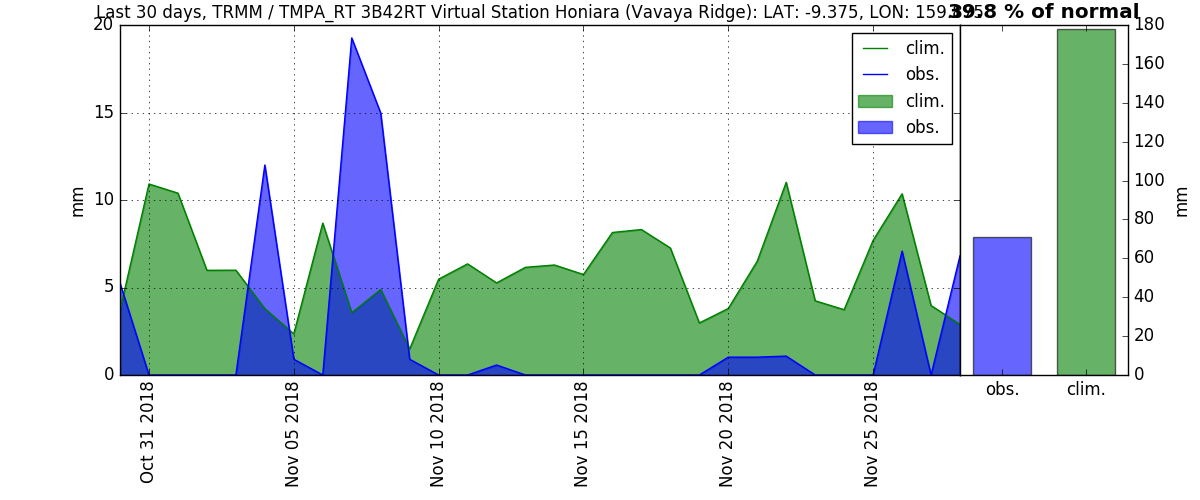 Last 30 days, TRMM / TMPA_RT 3B42RT Virtual Station Honiara (Vavaya Ridge): LAT: -9.375, LON:
39.8 % of normal
20
15
10
5
0
mm
clim.
obs.
clim.
obs.
Oct 31 2018
Nov 05 2018
Nov 10 2018
Nov 15 2018
Nov 20 2018
Nov 25 2018
180
160
140
120
100
80
60
40
20
0
mm
obs.
clim.